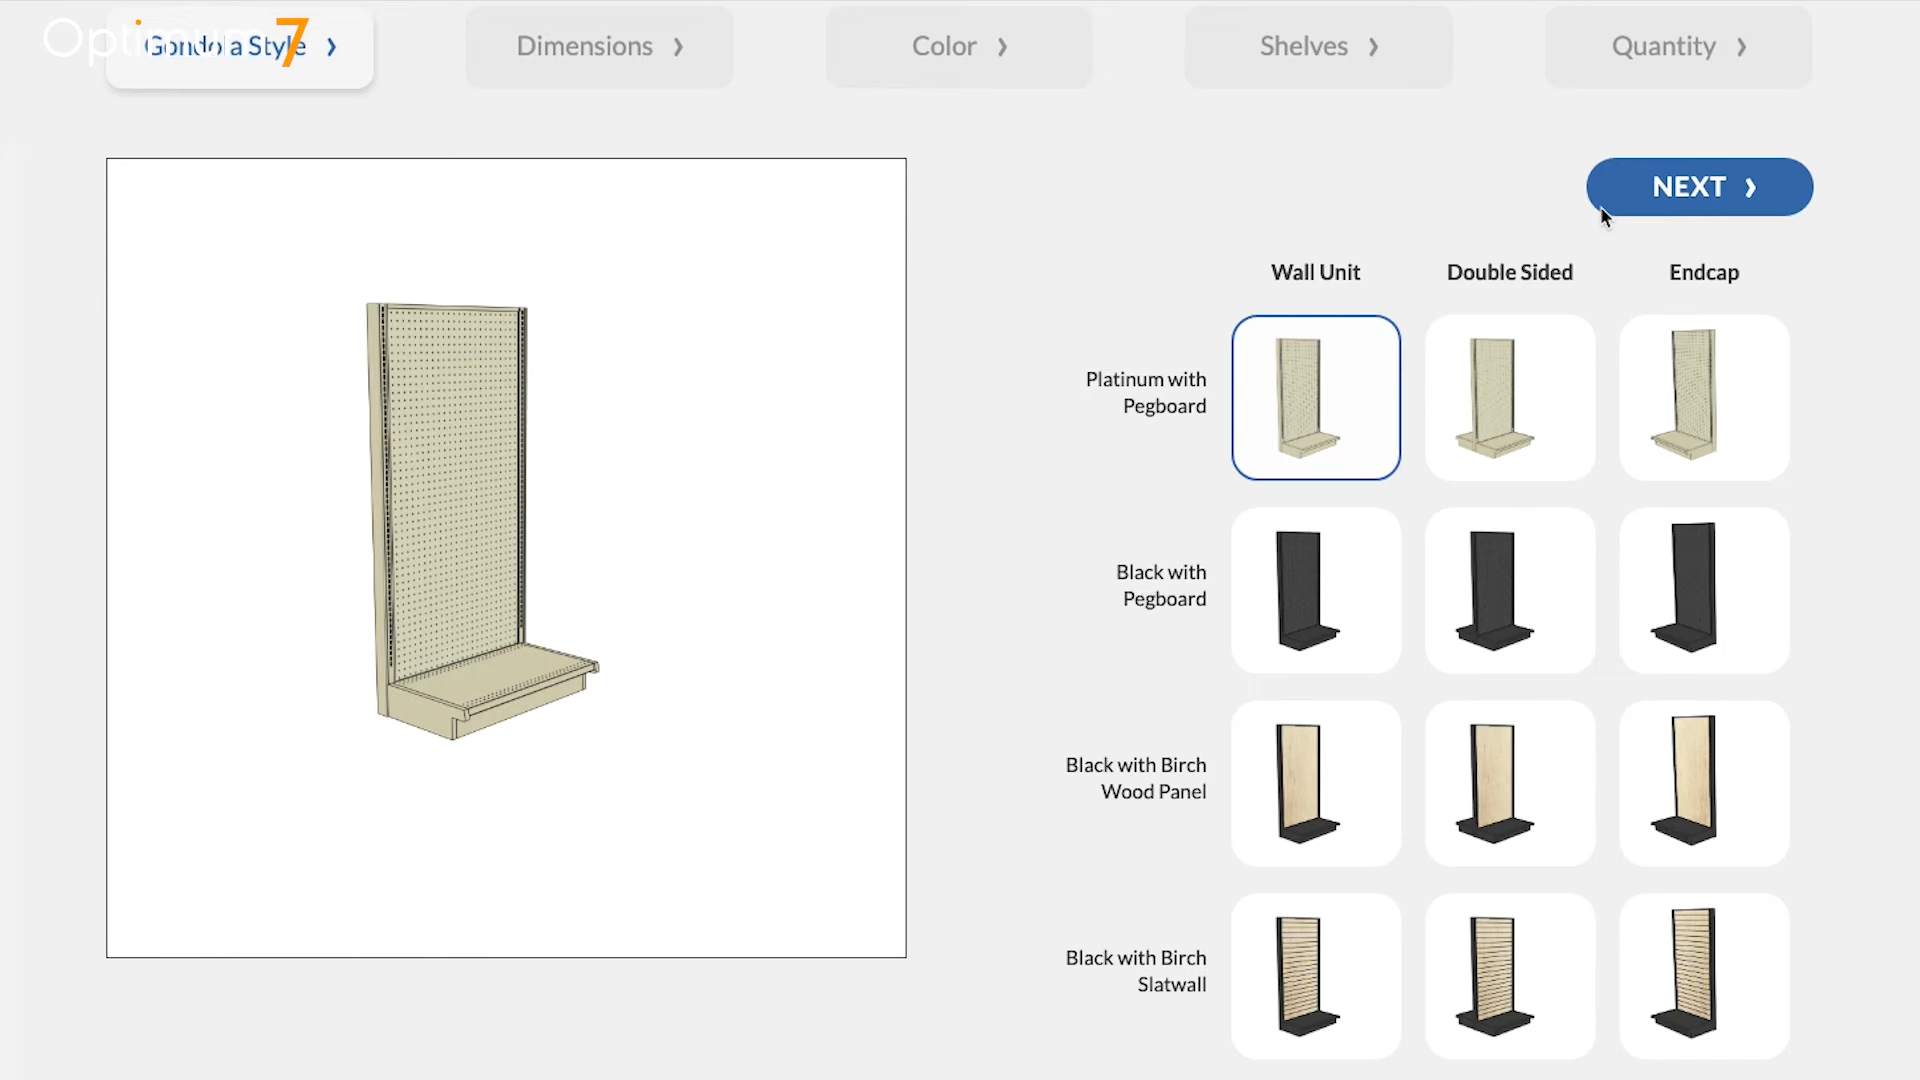 Optimum7
Gondola Style ›
Dimensions ›
Color ›
Shelves ›
Quantity ›
NEXT ›
Wall Unit
Double Sided
Endcap
Platinum with
Pegboard
Black with
Pegboard
Black with Birch
Wood Panel
Black with Birch
Slatwall